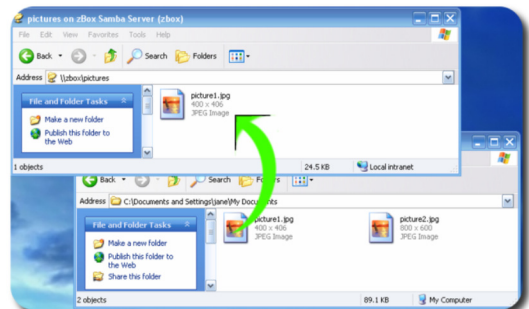 pictures on zBox Samba Server (zbox)
File Edit View Favorites Tools Help
Back Search Folders
Address \\zbox\pictures
File and Folder Tasks
Make a new folder
Publish this folder to
the Web
picture1.jpg
400 x 406
JPEG Image
1 objects 24.5 KB Local intranet
Back Search Folders
Address C:\Documents and Settings\jane\My Documents
File and Folder Tasks
Make a new folder
Publish this folder to
the Web
Share this folder
picture1.jpg
400 x 406
JPEG Image
picture2.jpg
800 x 600
JPEG Image
2 objects 89.1 KB My Computer